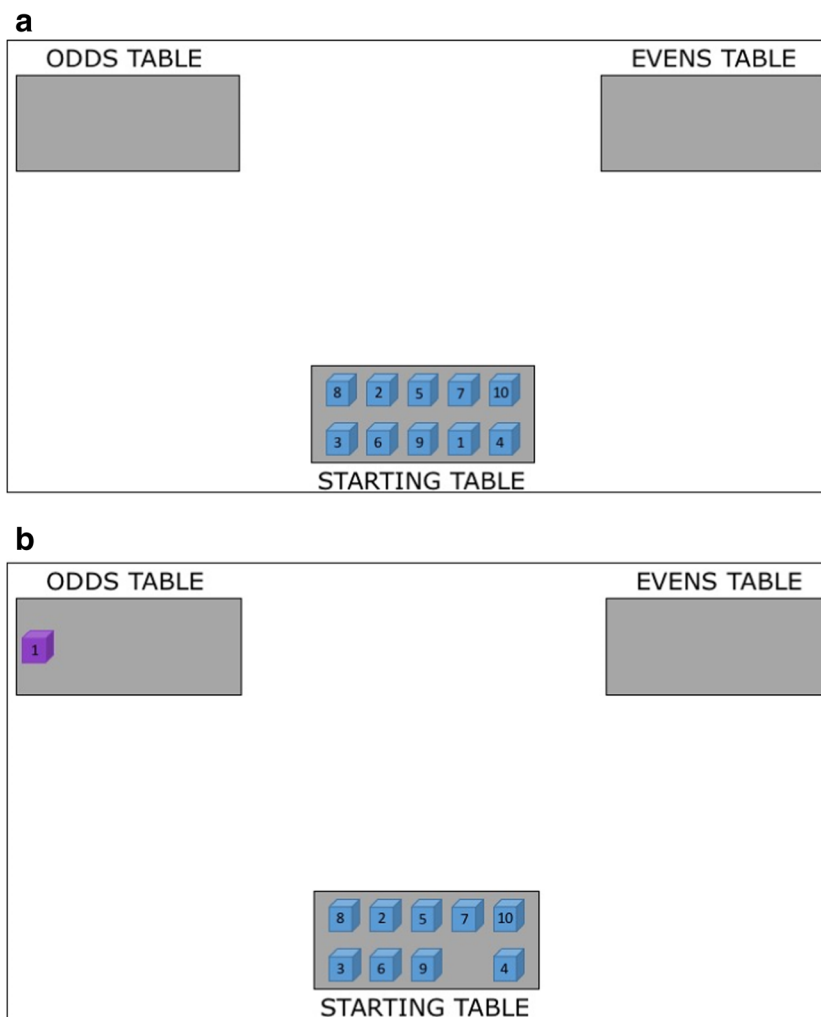 a
ODDS TABLE EVENS TABLE
8 2 5 7 10
3 6 9 1 4
STARTING TABLE
b
ODDS TABLE EVENS TABLE
1
8 2 5 7 10
3 6 9 4
STARTING TABLE